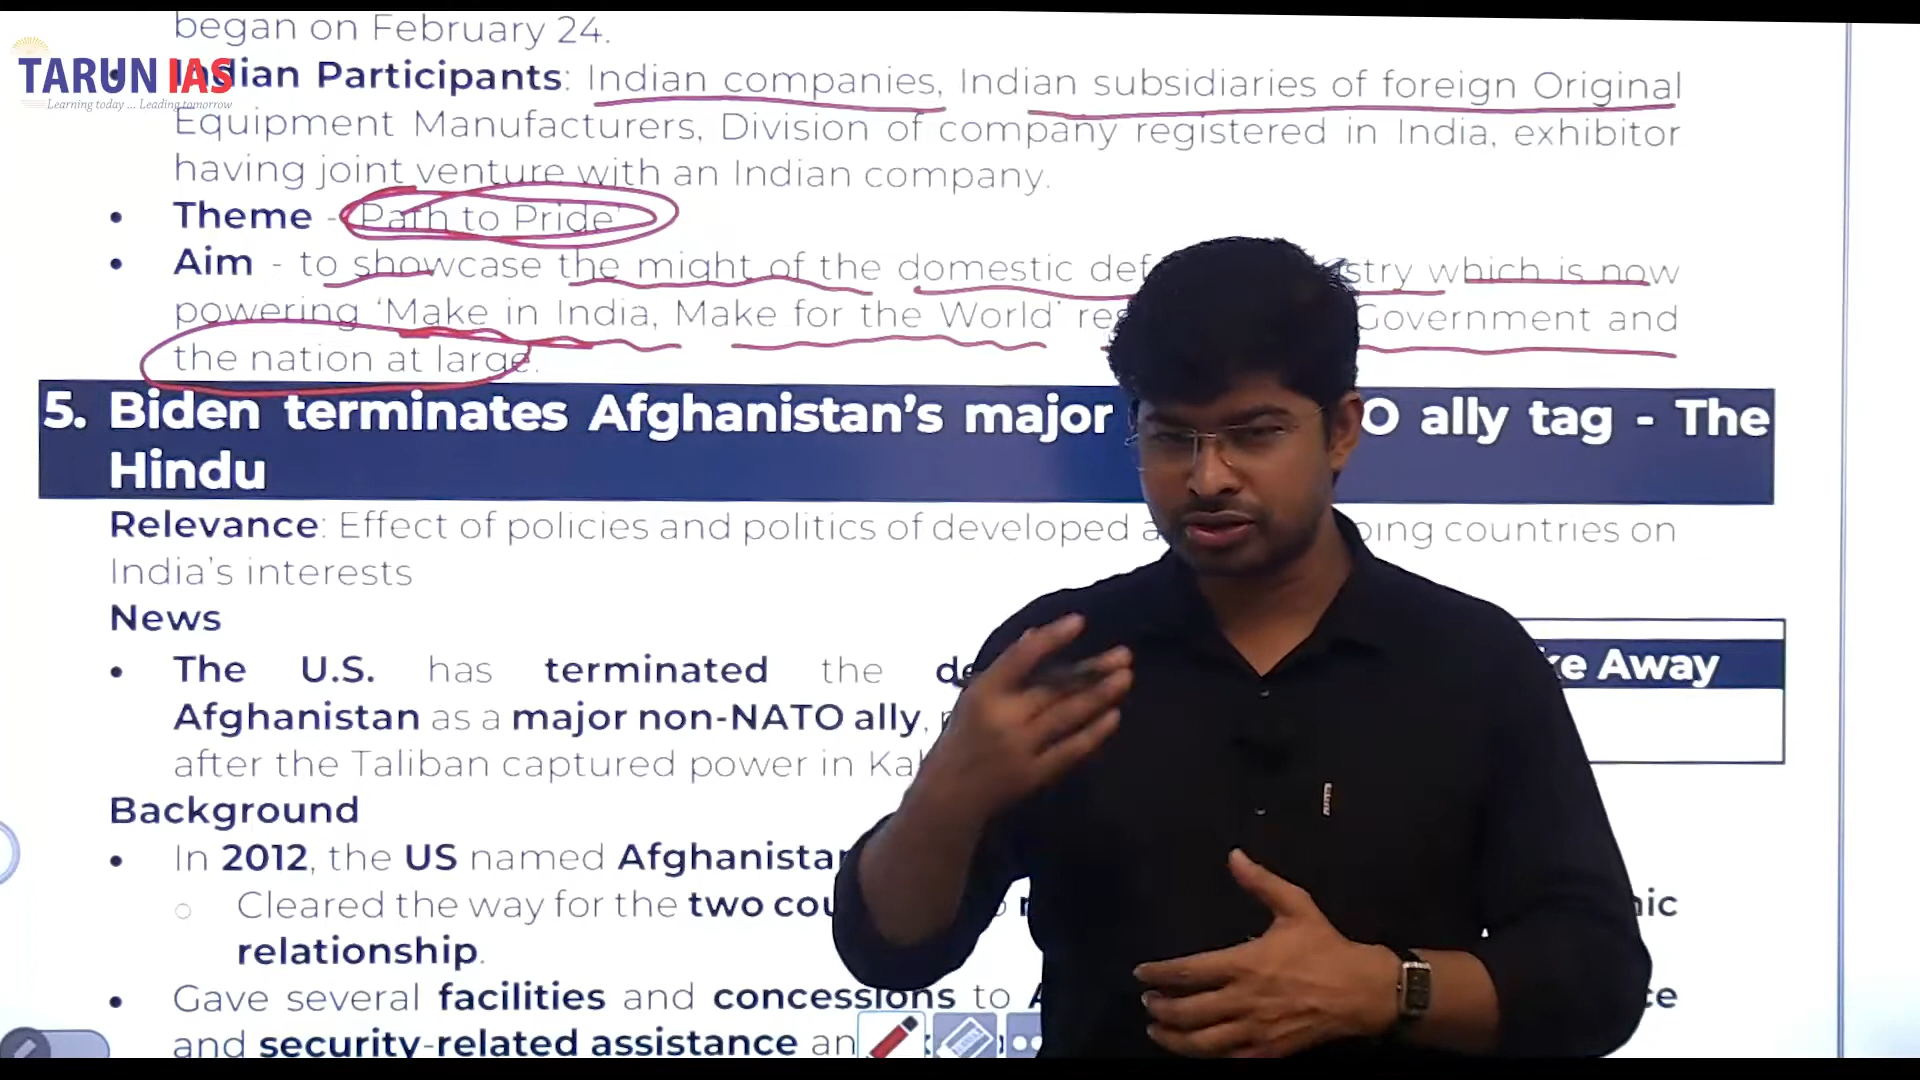 began on February 24.
TARUN IAS
Learning today ... Leading tomorrow
Indian Participants: Indian companies, Indian subsidiaries of foreign Original
Equipment Manufacturers, Division of company registered in India, exhibitor
having joint venture with an Indian company.
• Theme - 'Path to Pride'
• Aim - to showcase the might of the domestic def stry which is now
powering ‘Make in India, Make for the World’ res Government and
the nation at large.
5. Biden terminates Afghanistan’s major O ally tag - The
Hindu
Relevance: Effect of policies and politics of developed a ping countries on
India’s interests
News
ke Away
• The U.S. has terminated the de
Afghanistan as a major non-NATO ally,
after the Taliban captured power in Ka
Background
• In 2012, the US named Afghanista
○ Cleared the way for the two cou ic
relationship.
• Gave several facilities and concessions to A ce
and security-related assistance an